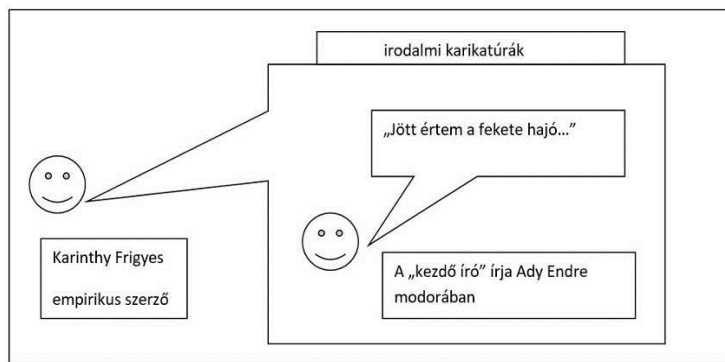 irodalmi karikatúrák
„Jött értem a fekete hajó...”
Karinthy Frigyes
empirikus szerző
A „kezdő író” írja Ady Endre
modorában